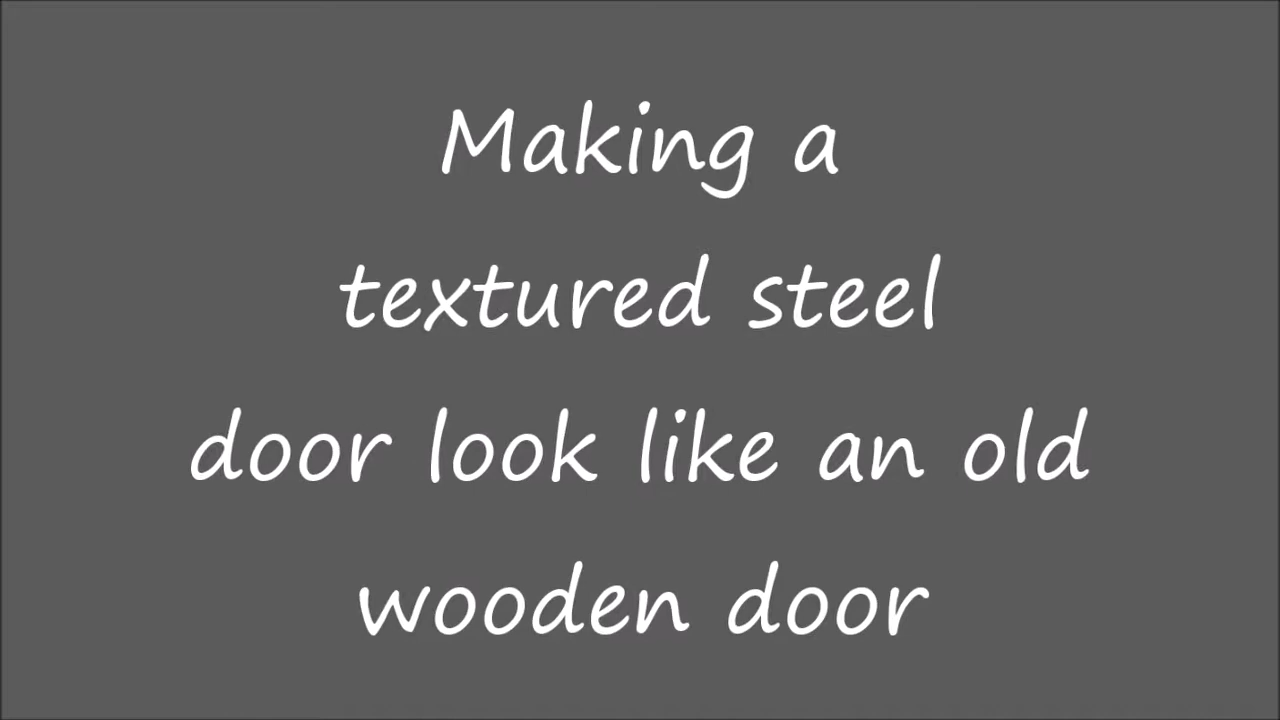 Making a
textured steel
door look like an old
wooden door